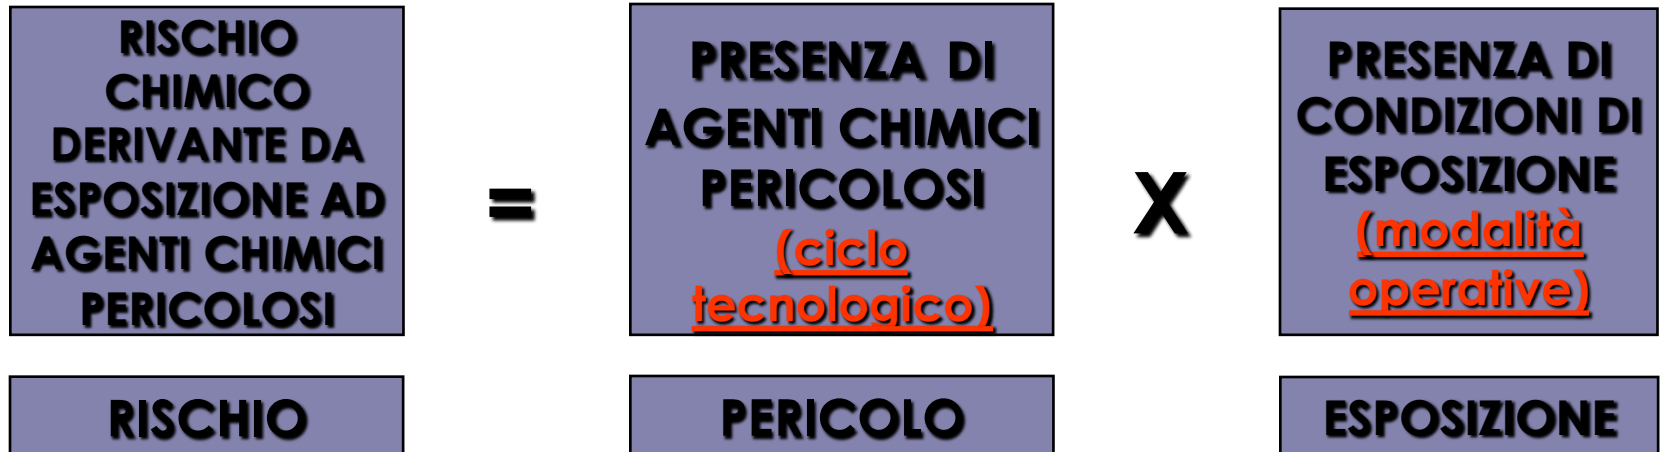 RISCHIO
CHIMICO
DERIVANTE DA
ESPOSIZIONE AD
AGENTI CHIMICI
PERICOLOSI
=
PRESENZA DI
AGENTI CHIMICI
PERICOLOSI
(ciclo
tecnologico)
X
PRESENZA DI
CONDIZIONI DI
ESPOSIZIONE
(modalità
operative)
RISCHIO
PERICOLO
ESPOSIZIONE